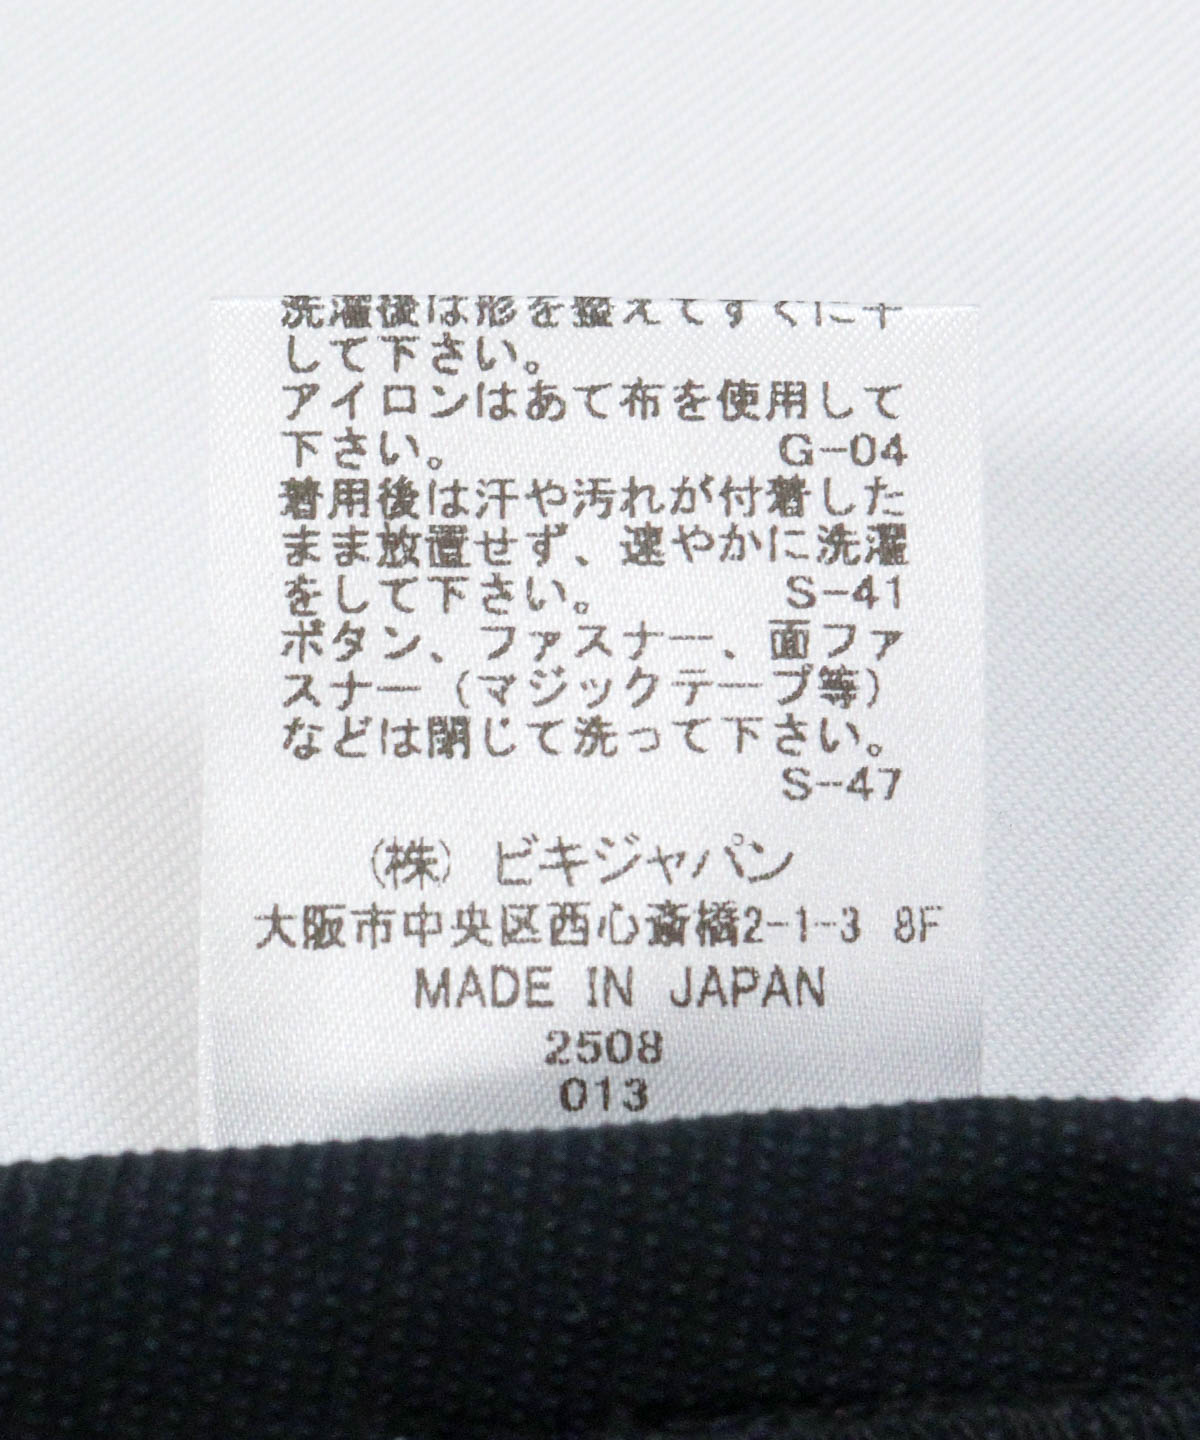 洗濯後は形を整えてすぐに干
して下さい。
アイロンはあて布を使用して
下さい。 G-04
着用後は汗や汚れが付着した
まま放置せず、速やかに洗濯
をして下さい。 S-41
ボタン、ファスナー、面ファ
スナー（マジックテープ等）
などは閉じて洗って下さい。
S-47
（株）ビキジャパン
大阪市中央区西心斎橋2-1-3 8F
MADE IN JAPAN
2508
013